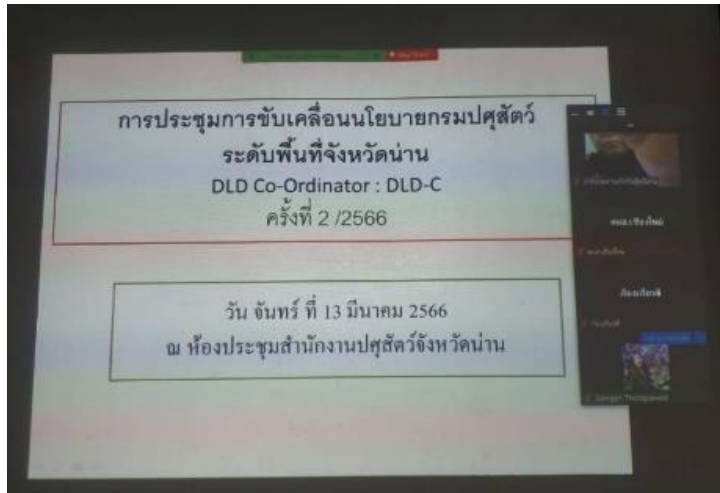 การประชุมการขับเคลื่อนนโยบายกรมปศุสัตว์
ระดับพื้นที่จังหวัดน่าน
DLD Co-Ordinator : DLD-C
ครั้งที่ 2 /2566
วัน จันทร์ ที่ 13 มีนาคม 2566
ณ ห้องประชุมสำนักงานปศุสัตว์จังหวัดน่าน